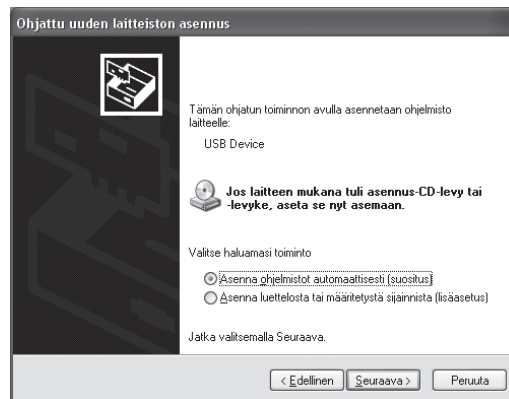 Ohjattu uuden laitteiston asennus
Tämän ohjatun toiminnon avulla asennetaan ohjelmisto
laitteelle:
USB Device
Jos laitteen mukana tuli asennus-CD-levy tai
-levyke, aseta se nyt asemaan.
Valitse haluamasi toiminto
Asenna ohjelmistot automaattisesti (suositus)
Asenna luettelosta tai määritetystä sijainnista (lisäasetus)
Jatka valitsemalla Seuraava.
< Edellinen Seuraava > Peruuta